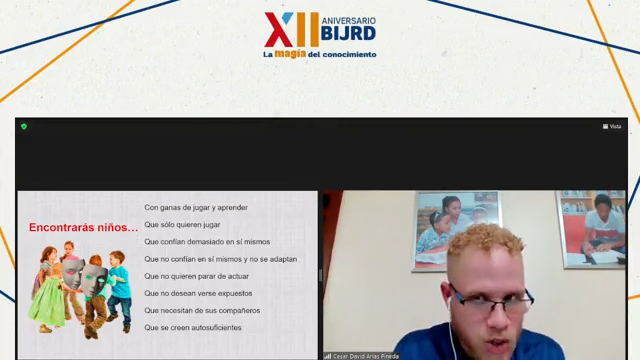 XII ANIVERSARIO
BIJRD
La magia del conocimiento
Vista
Encontrarás niños...
Con ganas de jugar y aprender
Que sólo quieren jugar
Que confían demasiado en sí mismos
Que no confían en sí mismos y no se adaptan
Que no quieren parar de actuar
Que no desean verse expuestos
Que necesitan de sus compañeros
Que se creen autosuficientes
Cesar David Arias Pineda